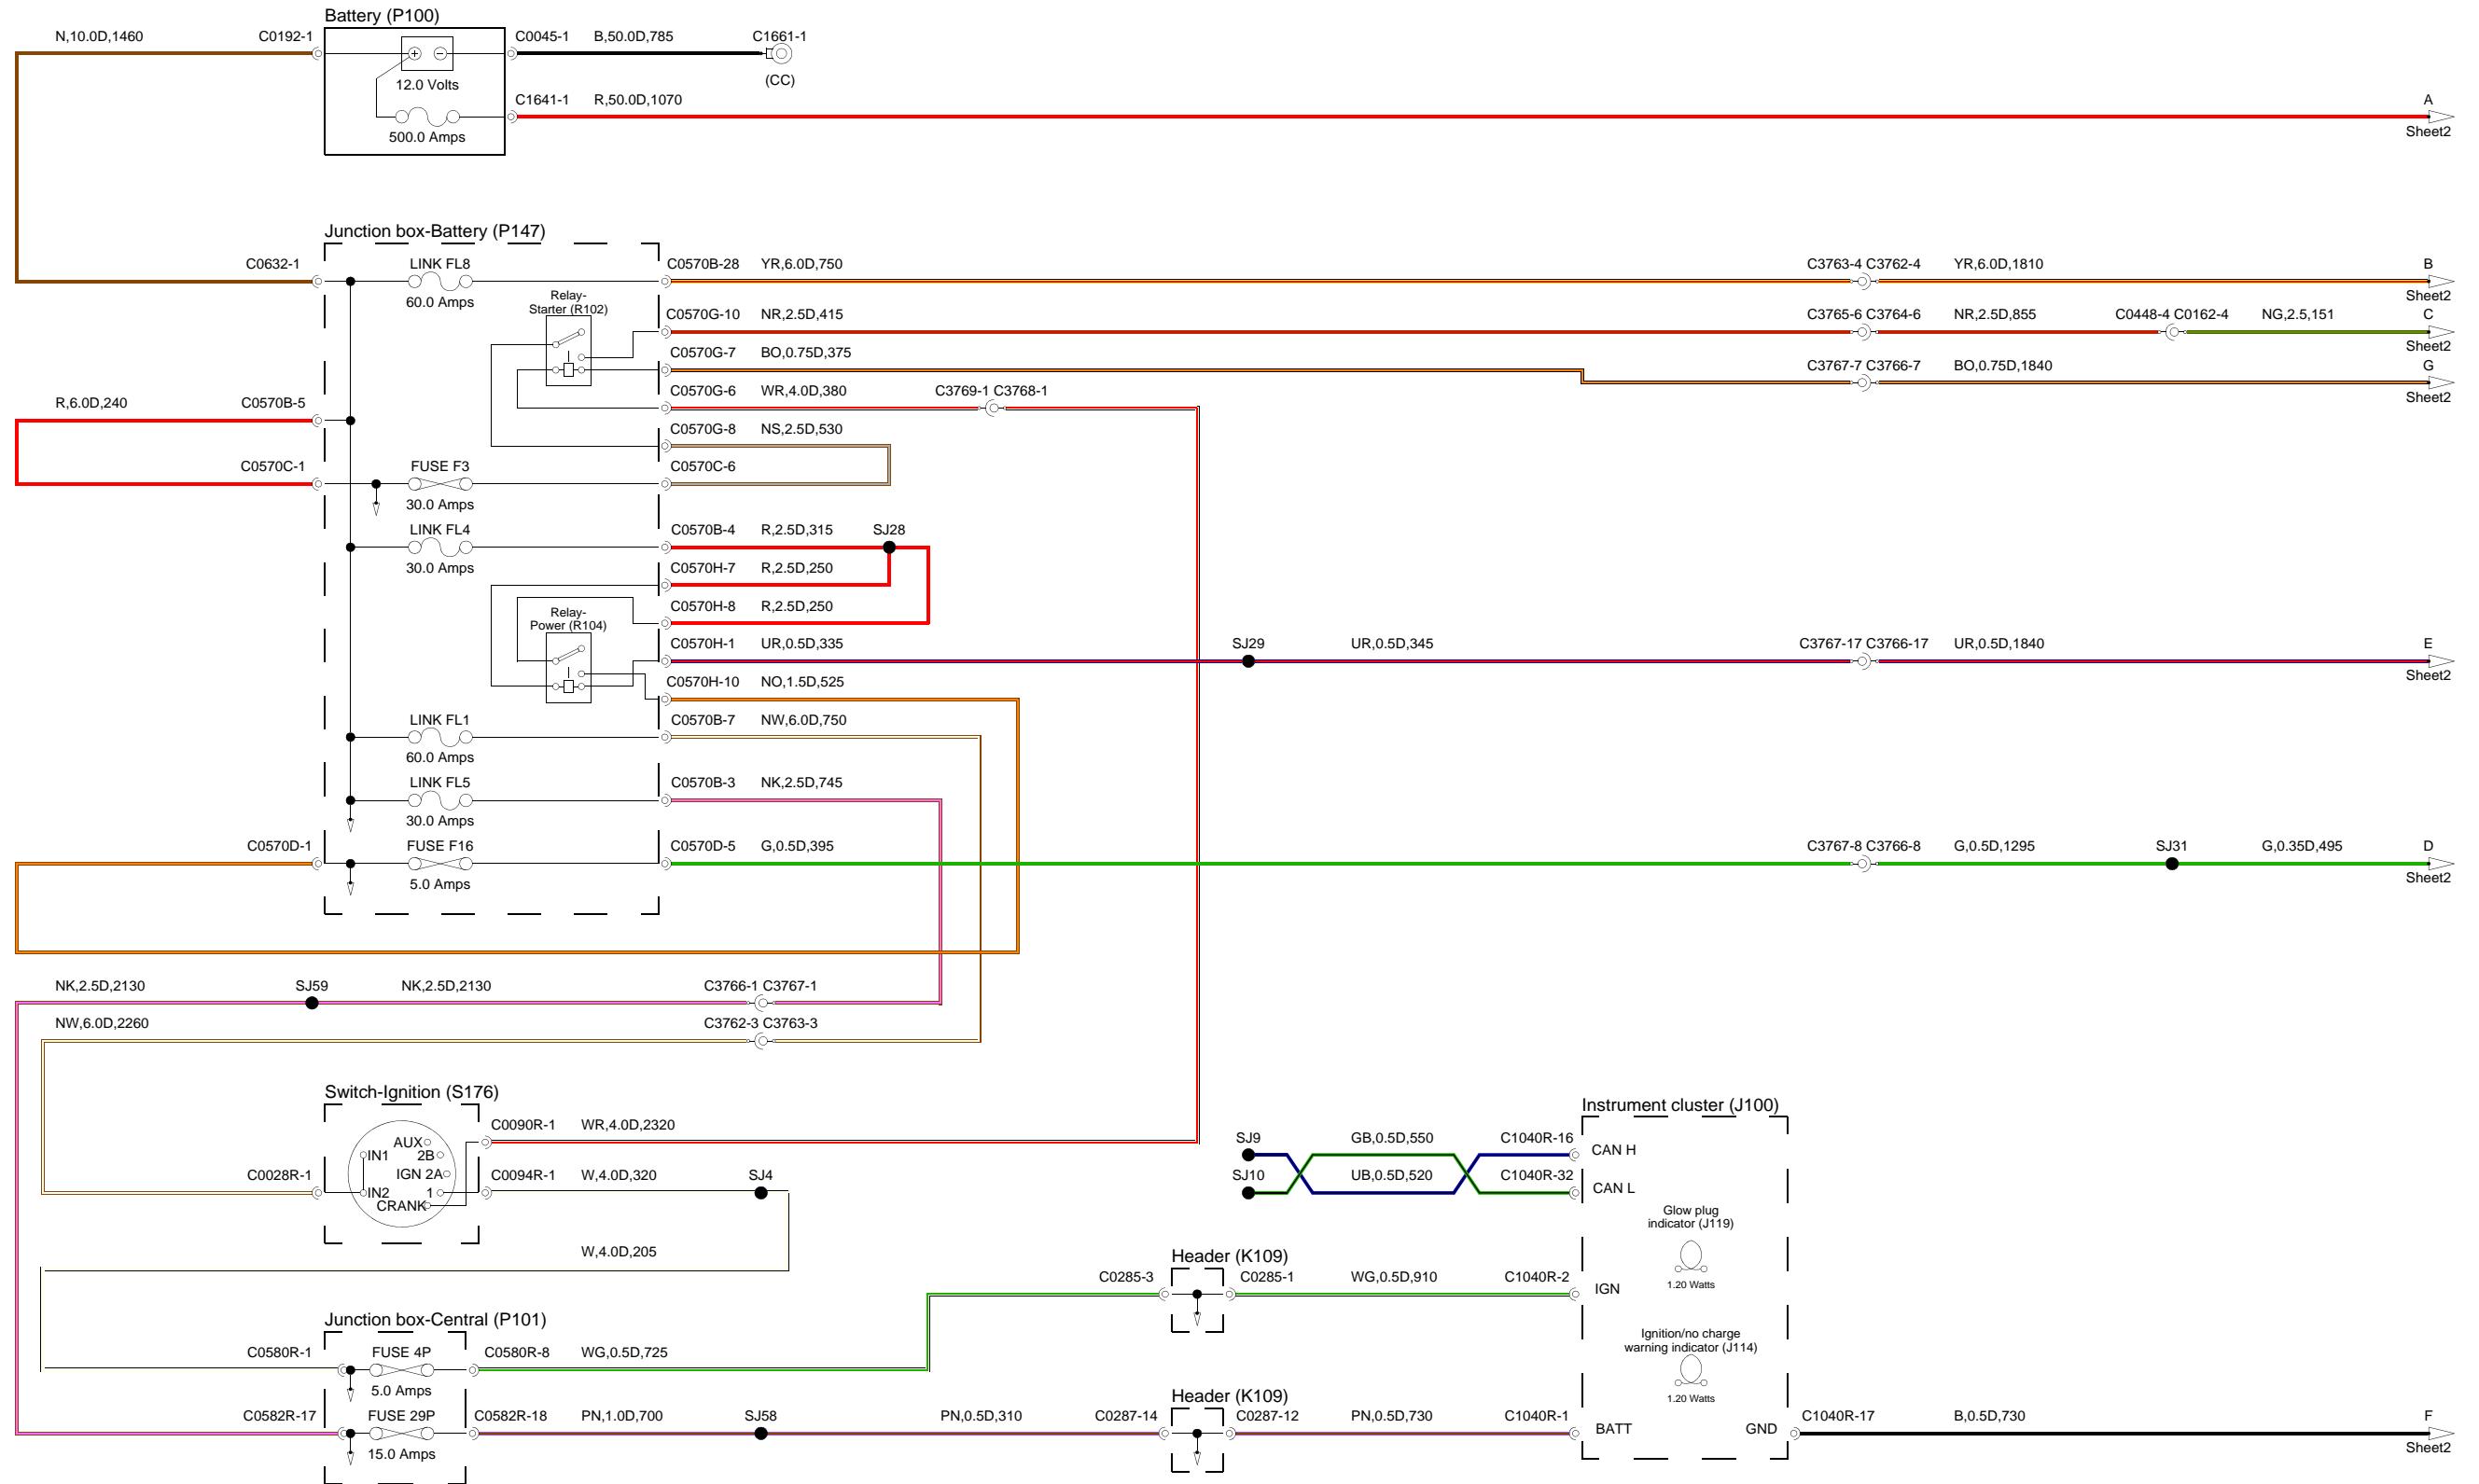 Battery (P100)
N,10.0D,1460 C0192-1 C0045-1 B,50.0D,785 C1661-1
(CC)
12.0 Volts
C1641-1 R,50.0D,1070 A
500.0 Amps Sheet2
Junction box-Battery (P147)
C0632-1 LINK FL8 C0570B-28 YR,6.0D,750 C3763-4 C3762-4 YR,6.0D,1810 B
60.0 Amps Sheet2
Relay-
Starter (R102)
C0570G-10 NR,2.5D,415 C3765-6 C3764-6 NR,2.5D,855 C0448-4 C0162-4 NG,2.5,151 C
Sheet2
C0570G-7 BO,0.75D,375 C3767-7 C3766-7 BO,0.75D,1840 G
Sheet2
C0570G-6 WR,4.0D,380 C3769-1 C3768-1
R,6.0D,240 C0570B-5
C0570G-8 NS,2.5D,530
C0570C-1 FUSE F3 C0570C-6
30.0 Amps
LINK FL4 C0570B-4 R,2.5D,315 SJ28
30.0 Amps C0570H-7 R,2.5D,250
C0570H-8 R,2.5D,250
Relay-
Power (R104)
C0570H-1 UR,0.5D,335 SJ29 UR,0.5D,345 C3767-17 C3766-17 UR,0.5D,1840 E
Sheet2
C0570H-10 NO,1.5D,525
LINK FL1 C0570B-7 NW,6.0D,750
60.0 Amps
LINK FL5 C0570B-3 NK,2.5D,745
30.0 Amps
C0570D-1 FUSE F16 C0570D-5 G,0.5D,395 C3767-8 C3766-8 G,0.5D,1295 SJ31 G,0.35D,495 D
5.0 Amps Sheet2
NK,2.5D,2130 SJ59 NK,2.5D,2130 C3766-1 C3767-1
NW,6.0D,2260 C3762-3 C3763-3
Switch-Ignition (S176) Instrument cluster (J100)
C0090R-1 WR,4.0D,2320
AUX
IN1 2B
IGN 2A
C0028R-1 IN2 1 C0094R-1 W,4.0D,320 SJ4
CRANK
SJ9 GB,0.5D,550 C1040R-16 CAN H
SJ10 UB,0.5D,520 C1040R-32 CAN L
Glow plug
indicator (J119)
1.20 Watts
W,4.0D,205
Header (K109)
C0285-3 C0285-1 WG,0.5D,910 C1040R-2 IGN
Junction box-Central (P101)
Ignition/no charge
warning indicator (J114)
1.20 Watts
C0580R-1 FUSE 4P C0580R-8 WG,0.5D,725
5.0 Amps
Header (K109)
C0582R-17 FUSE 29P C0582R-18 PN,1.0D,700 SJ58 PN,0.5D,310 C0287-14 C0287-12 PN,0.5D,730 C1040R-1 BATT GND C1040R-17 B,0.5D,730 F
15.0 Amps Sheet2